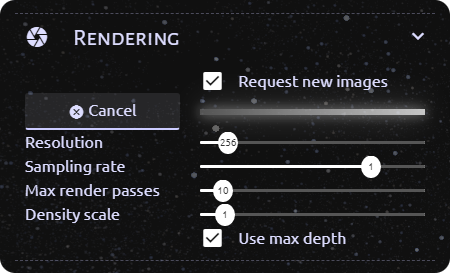 Rendering
Request new images
Cancel
Resolution 256
Sampling rate 1
Max render passes 10
Density scale 1
Use max depth